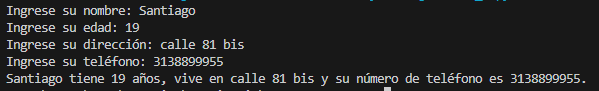 Ingrese su nombre: Santiago
Ingrese su edad: 19
Ingrese su dirección: calle 81 bis
Ingrese su teléfono: 3138899955
Santiago tiene 19 años, vive en calle 81 bis y su número de teléfono es 3138899955.